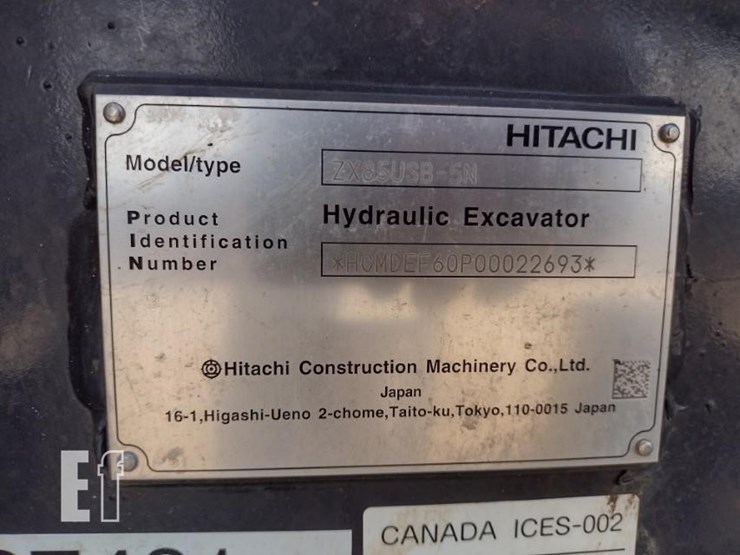 HITACHI
Model/type ZX85USB-5N
Product Hydraulic Excavator
Identification
Number *HCMDEF60P00022693*
Hitachi Construction Machinery Co.,Ltd.
Japan
16-1,Higashi-Ueno 2-chome,Taito-ku,Tokyo,110-0015 Japan
Ef
CANADA ICES-002